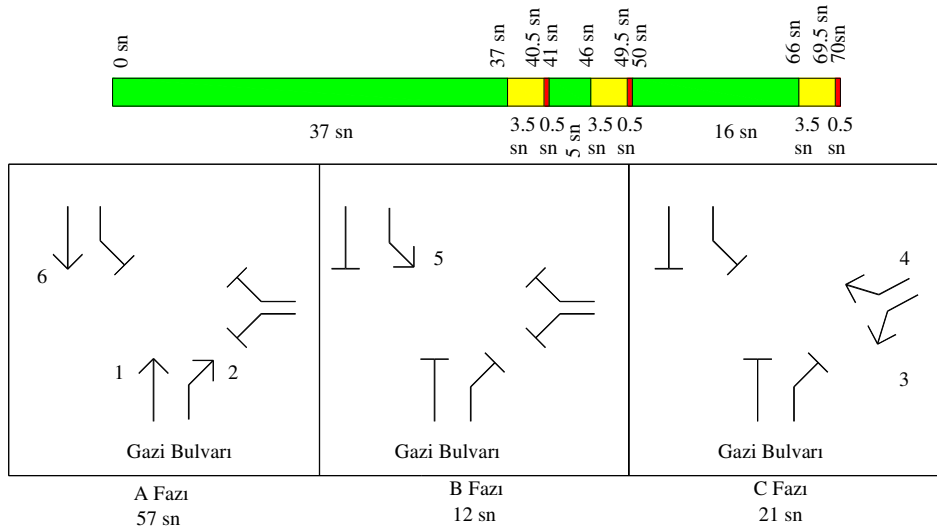 0 sn
37 sn
40.5 sn
41 sn
46 sn
49.5 sn
50 sn
66 sn
69.5 sn
70sn
37 sn
3.5 sn
0.5 sn
5 sn
3.5 sn
0.5 sn
16 sn
3.5 sn
0.5 sn
6
1
2
Gazi Bulvarı
5
Gazi Bulvarı
4
3
Gazi Bulvarı
A Fazı
57 sn
B Fazı
12 sn
C Fazı
21 sn